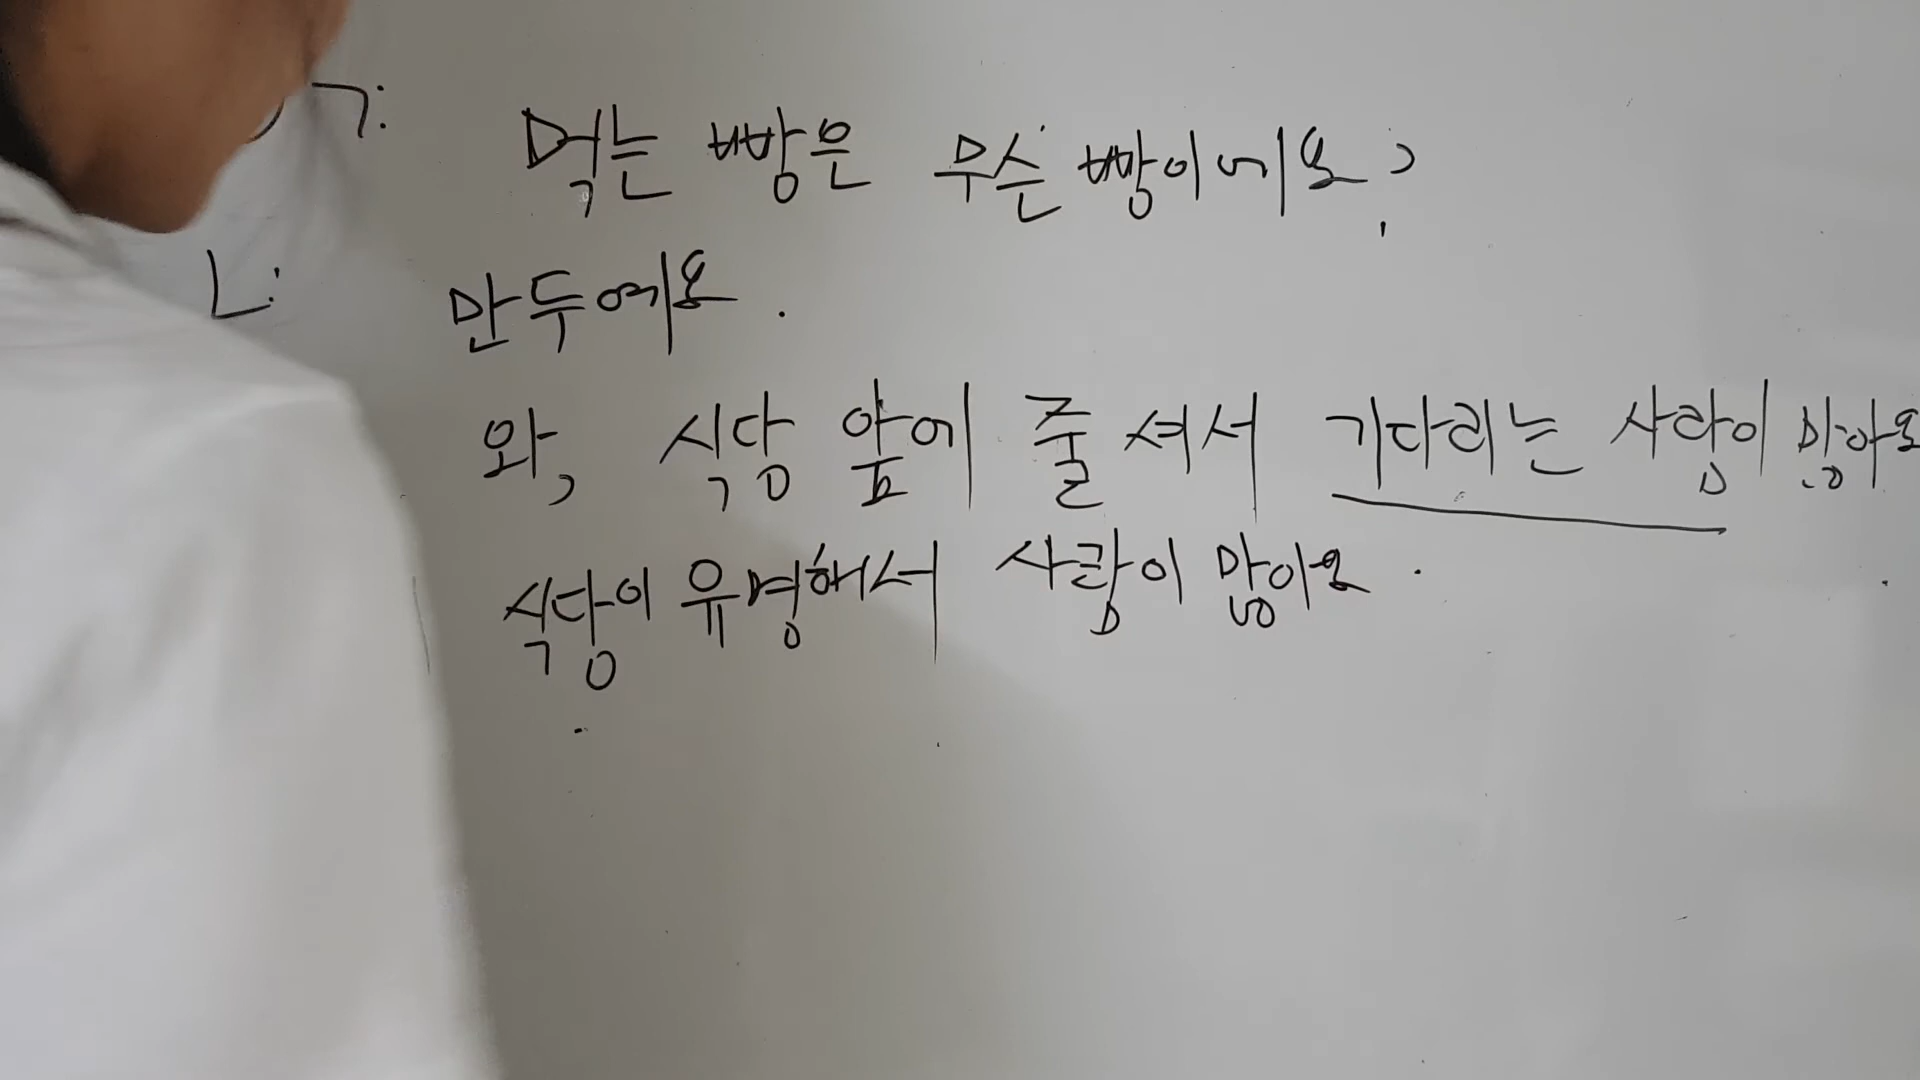 ㄱ: 먹는 빵은 무슨 빵이에요?
ㄴ: 만두예요.
와, 식당 앞에 줄 서서 기다리는 사람이 많아요
식당이 유명해서 사람이 많이요.